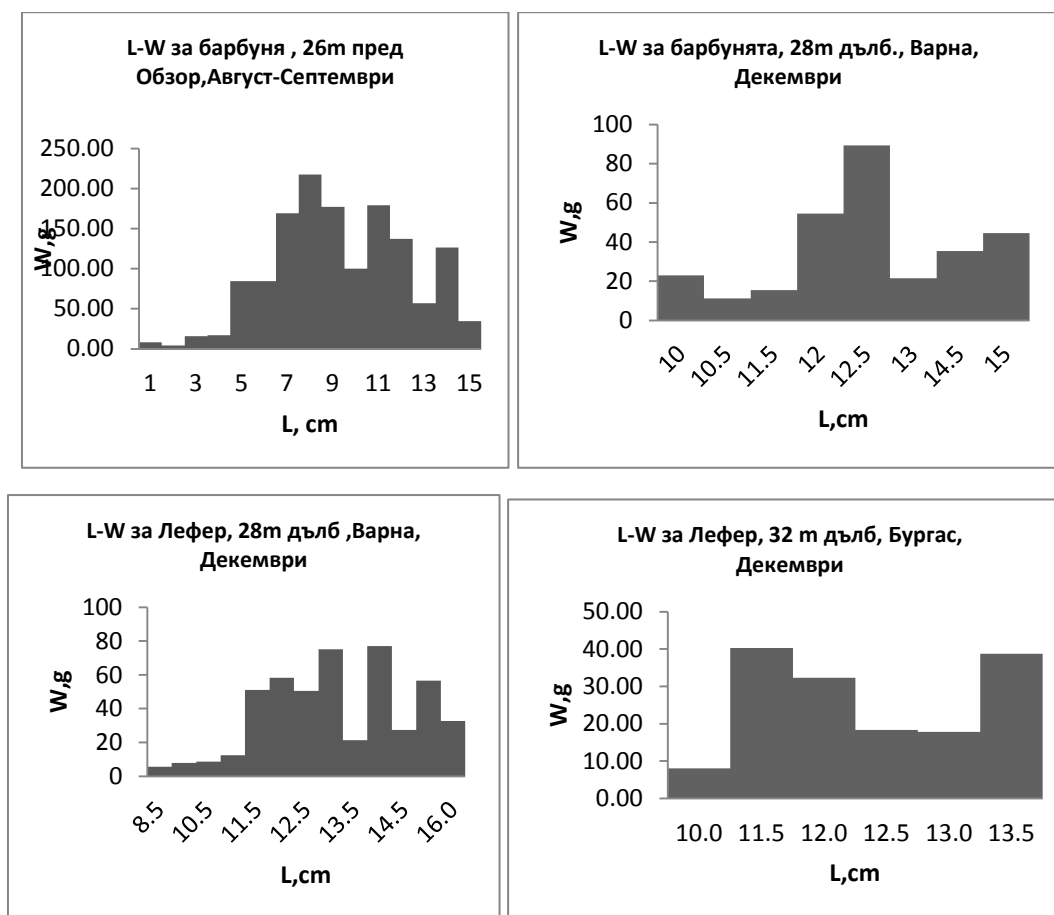 L-W за барбуня , 26m пред
Обзор,Август-Септември
250.00
200.00
150.00
100.00
50.00
0.00
W,g
1 3 5 7 9 11 13 15
L, cm
L-W за барбунята, 28m дълб., Варна,
Декември
100
80
60
40
20
0
W,g
10 10.5 11.5 12 12.5 13 14.5 15
L,cm
L-W за Лефер, 28m дълб ,Варна,
Декември
100
80
60
40
20
0
W,g
8.5 10.5 11.5 12.5 13.5 14.5 16.0
L,cm
L-W за Лефер, 32 m дълб, Бургас,
Декември
50.00
40.00
30.00
20.00
10.00
0.00
W,g
10.0 11.5 12.0 12.5 13.0 13.5
L,cm